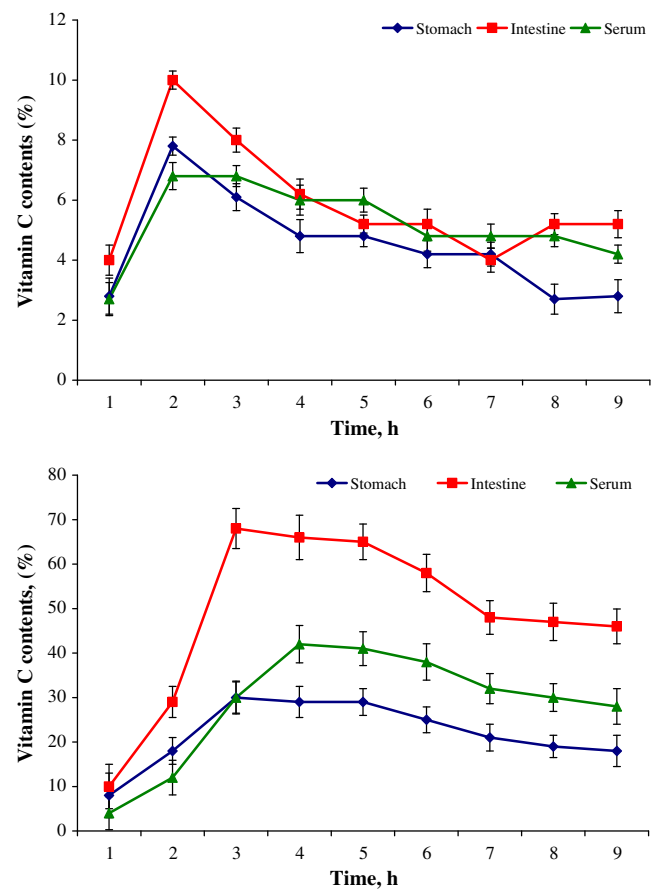 Stomach Intestine Serum
Vitamin C contents (%)
12
10
8
6
4
2
0
1 2 3 4 5 6 7 8 9
Time, h
Stomach Intestine Serum
Vitamin C contents, (%)
80
70
60
50
40
30
20
10
0
1 2 3 4 5 6 7 8 9
Time, h